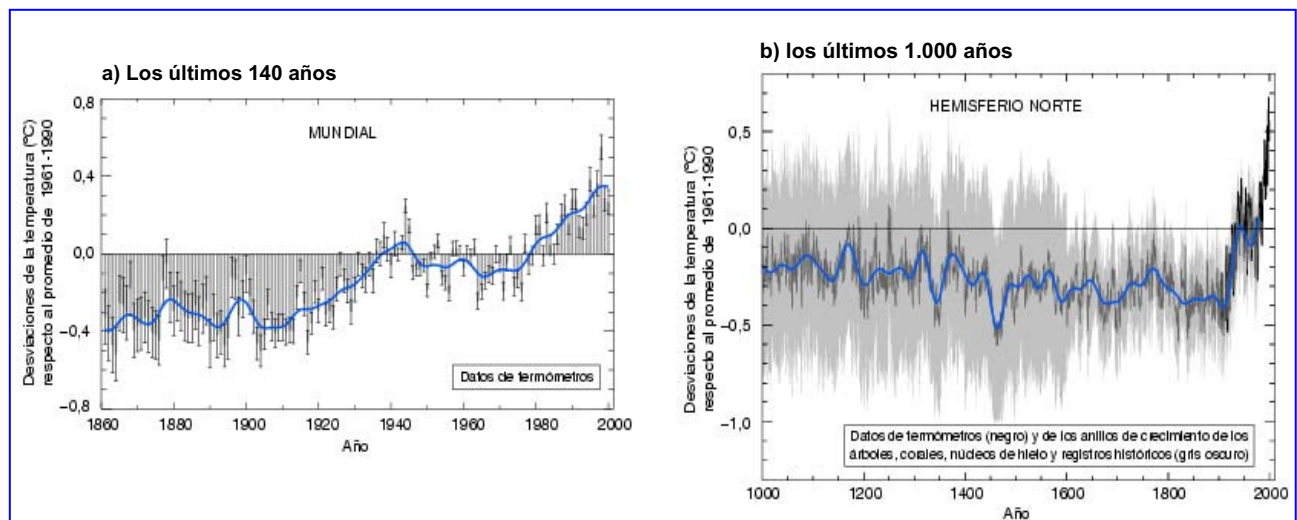 a) Los últimos 140 años
Desviaciones de la temperatura (ºC)
respecto al promedio de 1961-1990
0,8
0,4
0,0
−0,4
−0,8
MUNDIAL
Datos de termómetros
1860
1880
1900
1920
1940
1960
1980
2000
Año
b) los últimos 1.000 años
Desviaciones de la temperatura (ºC)
respecto al promedio de 1961-1990
0,5
0,0
−0,5
−1,0
HEMISFERIO NORTE
Datos de termómetros (negro) y de los anillos de crecimiento de los
árboles, corales, núcleos de hielo y registros históricos (gris oscuro)
1000
1200
1400
1600
1800
2000
Año